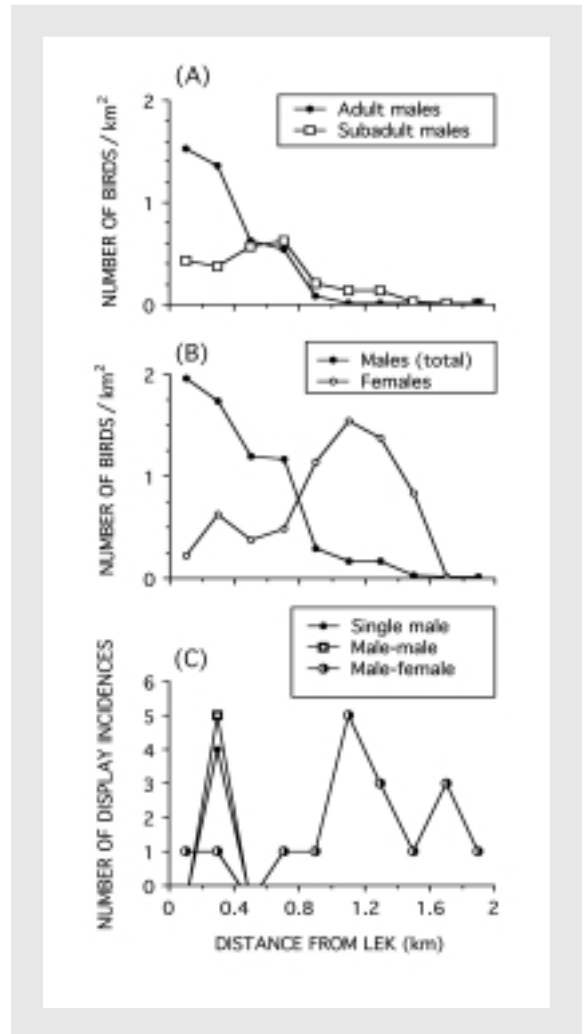 (A)
NUMBER OF BIRDS / km²
2
1
0
Adult males
Subadult males
(B)
NUMBER OF BIRDS / km²
2
1
0
Males (total)
Females
(C)
NUMBER OF DISPLAY INCIDENCES
6
5
4
3
2
1
0
Single male
Male-male
Male-female
0 0.4 0.8 1.2 1.6 2
DISTANCE FROM LEK (km)